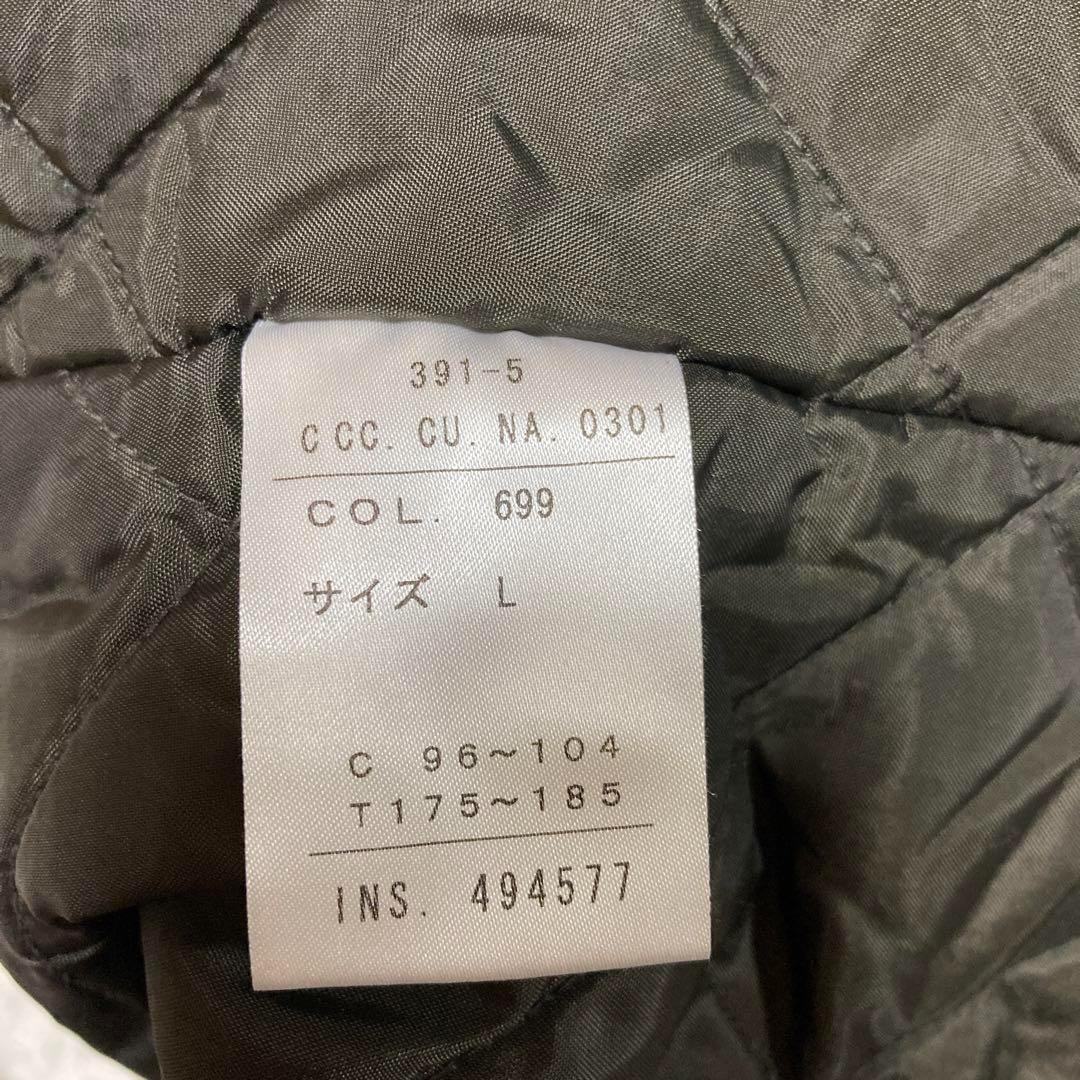 391-5
CCC. CU. NA. 0301
COL. 699
サイズ L
C 96~104
T175~185
INS. 494577